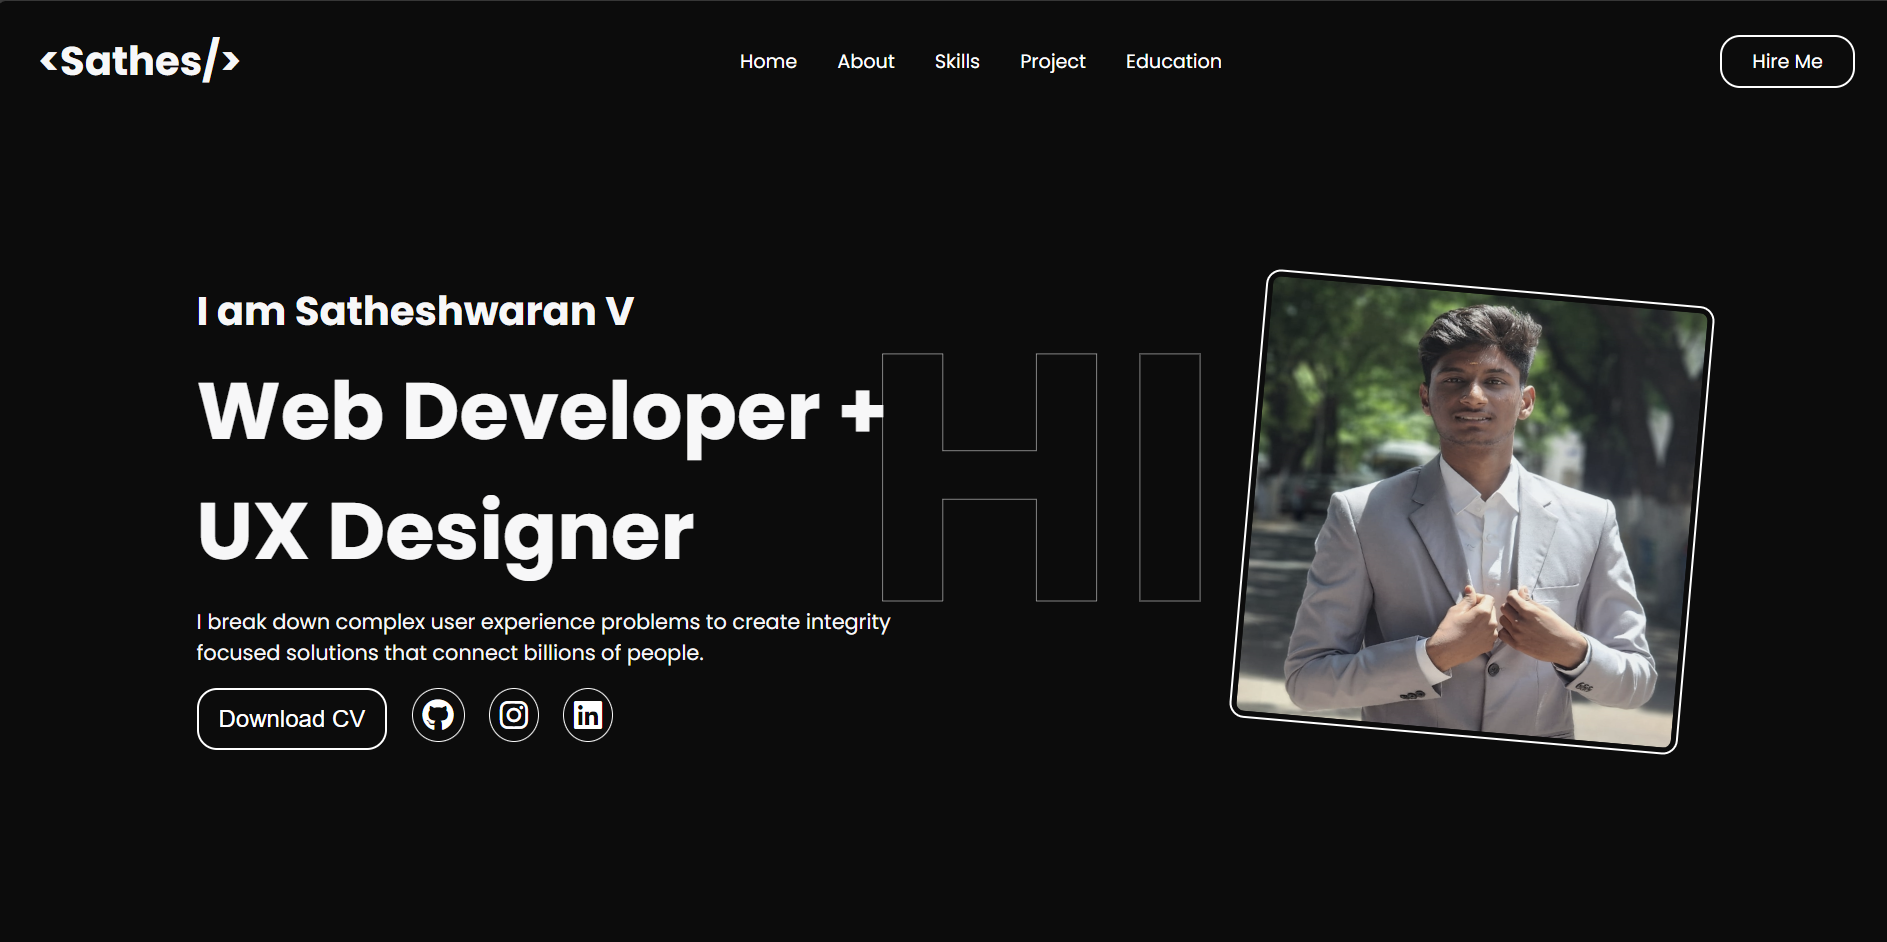 <Sathes/>
Home About Skills Project Education
Hire Me
I am Satheshwaran V
Web Developer +
UX Designer
HI
I break down complex user experience problems to create integrity
focused solutions that connect billions of people.
Download CV
in